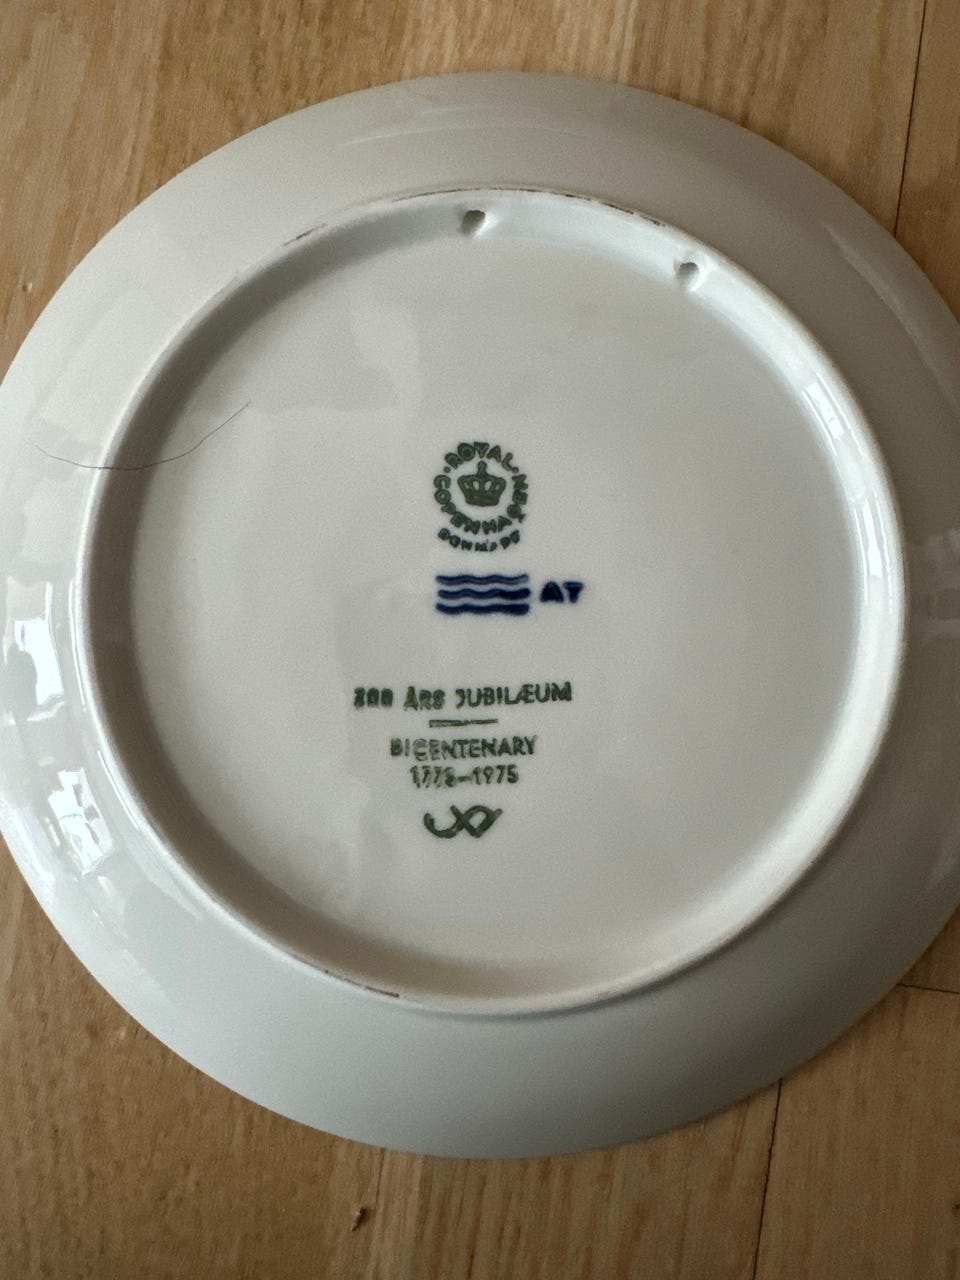 ROYAL
COPENHAGEN
DENMARK
AT
200 ÅRS JUBILÆUM
BICENTENARY
1775-1975